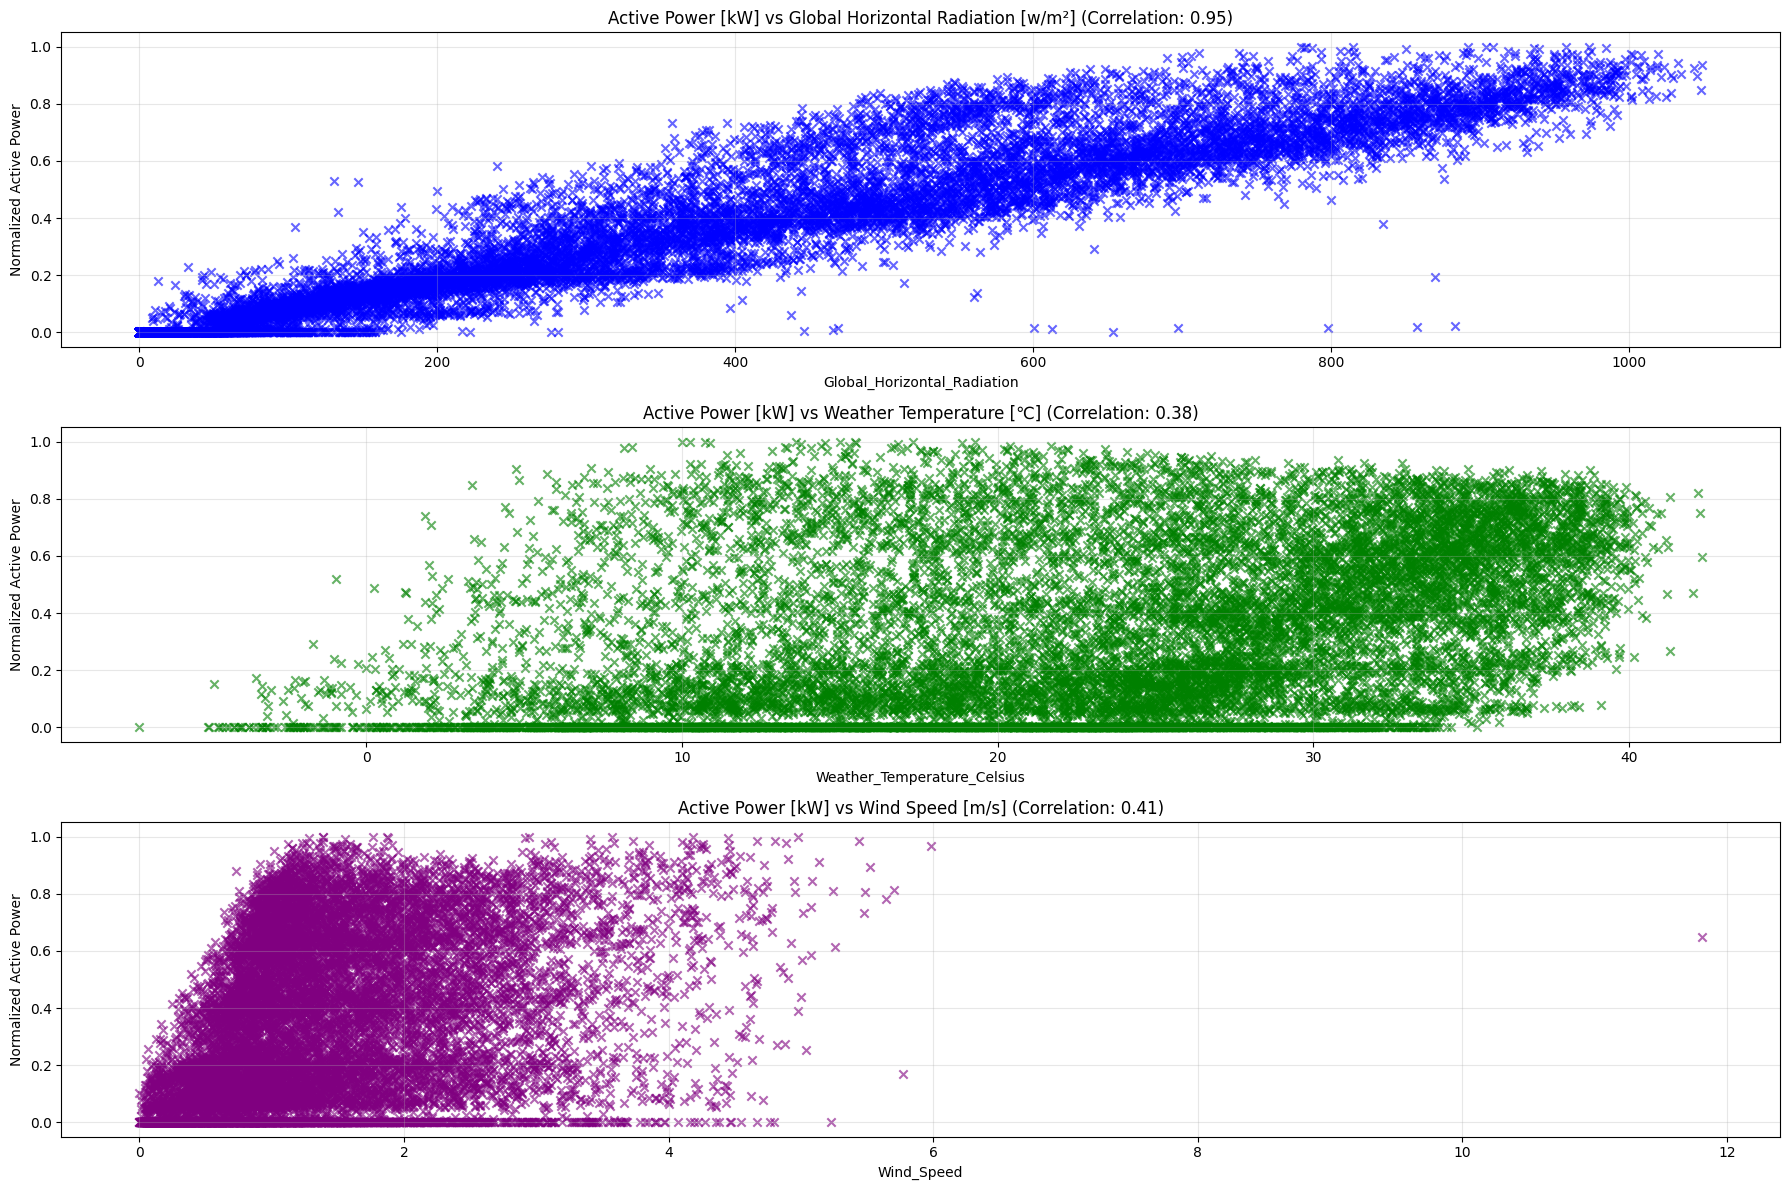 Active Power [kW] vs Global Horizontal Radiation [w/m²] (Correlation: 0.95)
Normalized Active Power
1.0
0.8
0.6
0.4
0.2
0.0
0 200 400 600 800 1000
Global_Horizontal_Radiation
Active Power [kW] vs Weather Temperature [℃] (Correlation: 0.38)
Normalized Active Power
1.0
0.8
0.6
0.4
0.2
0.0
0 10 20 30 40
Weather_Temperature_Celsius
Active Power [kW] vs Wind Speed [m/s] (Correlation: 0.41)
Normalized Active Power
1.0
0.8
0.6
0.4
0.2
0.0
0 2 4 6 8 10 12
Wind_Speed